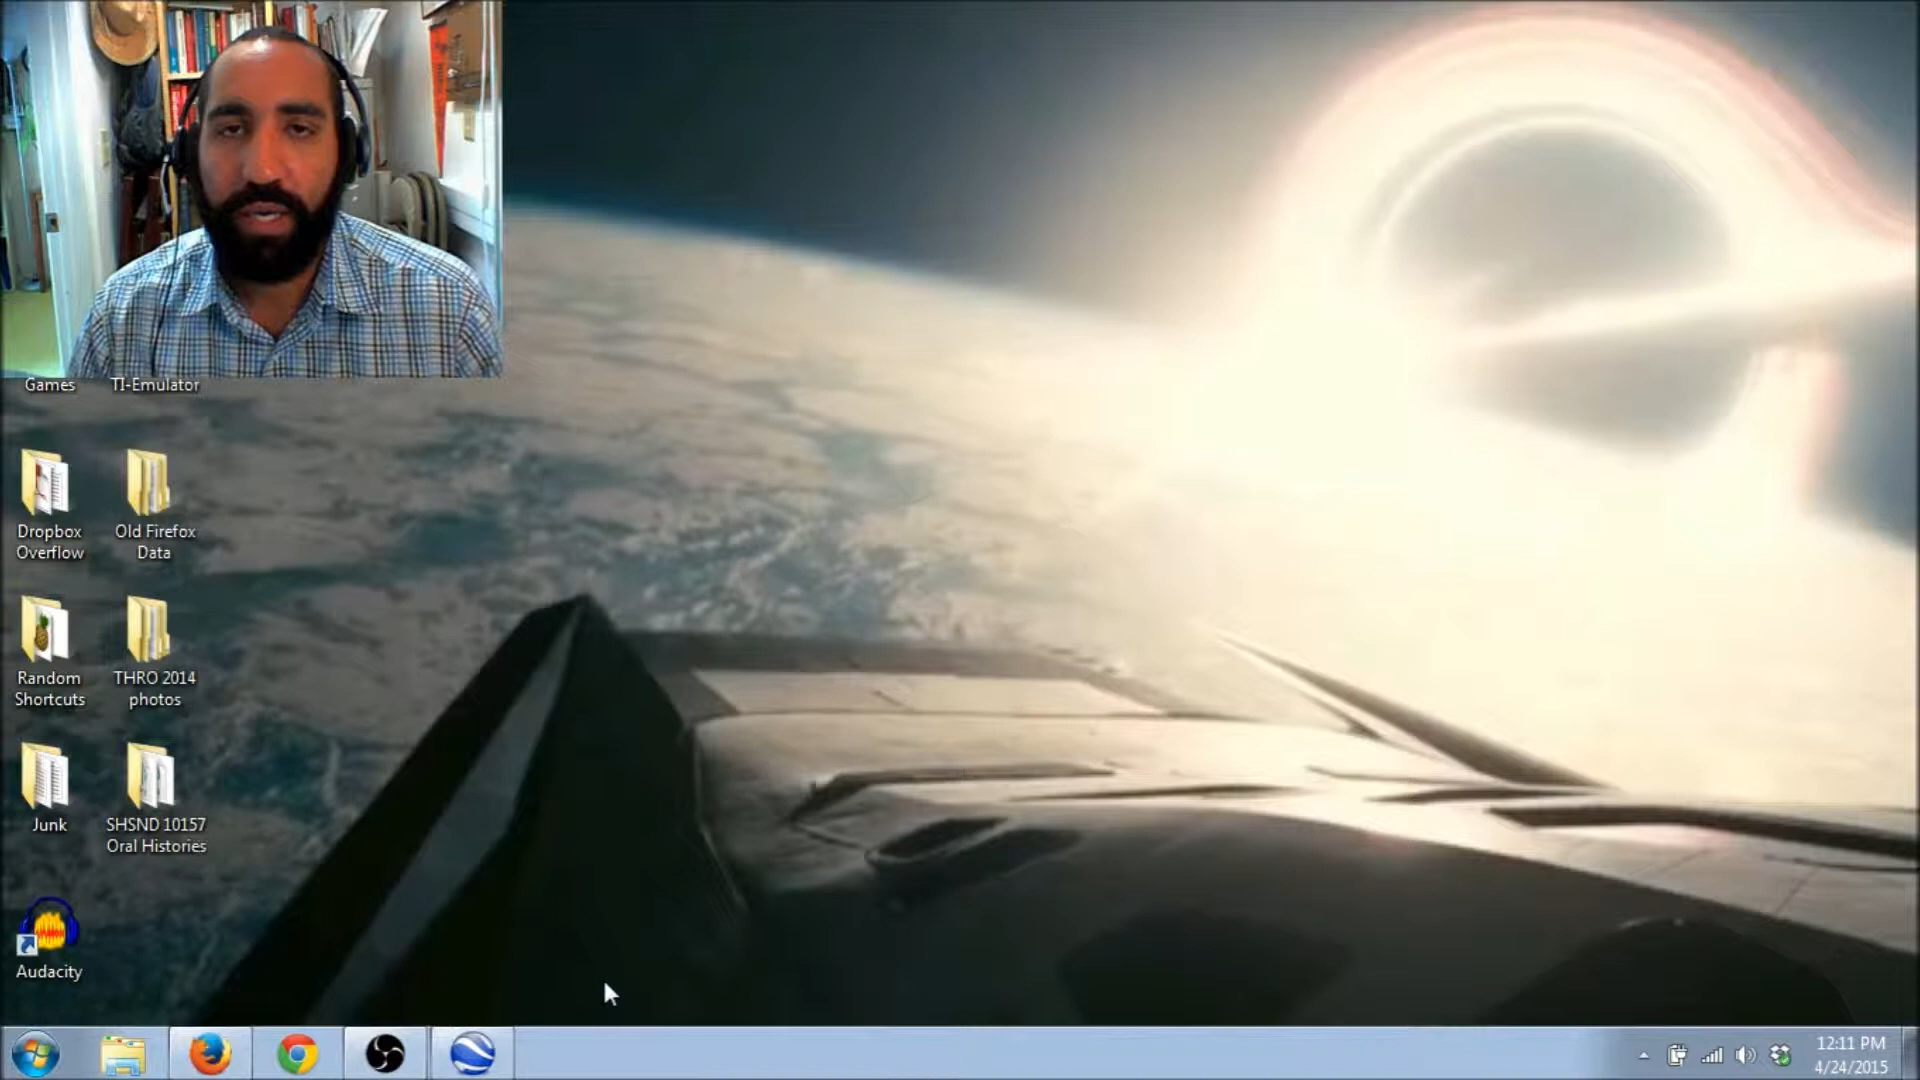 Games
TI-Emulator
Dropbox
Overflow
Old Firefox
Data
Random
Shortcuts
THRO 2014
photos
Junk
SHSND 10157
Oral Histories
Audacity
12:11 PM
4/24/2015